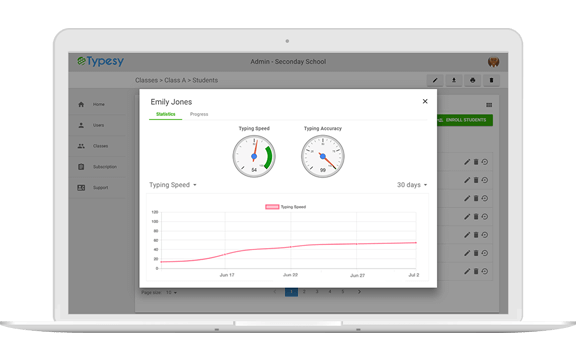 Typesy
Admin - Seconday School
Classes > Class A > Students
Home
Users
Classes
Subscription
Support
ENROLL STUDENTS
Emily Jones
Statistics
Progress
Typing Speed
Typing Accuracy
54
99
Typing Speed
30 days
Typing Speed
120
100
80
60
40
20
0
Jun 17
Jun 22
Jun 27
Jul 2
Page size
10
1
2
3
4
5